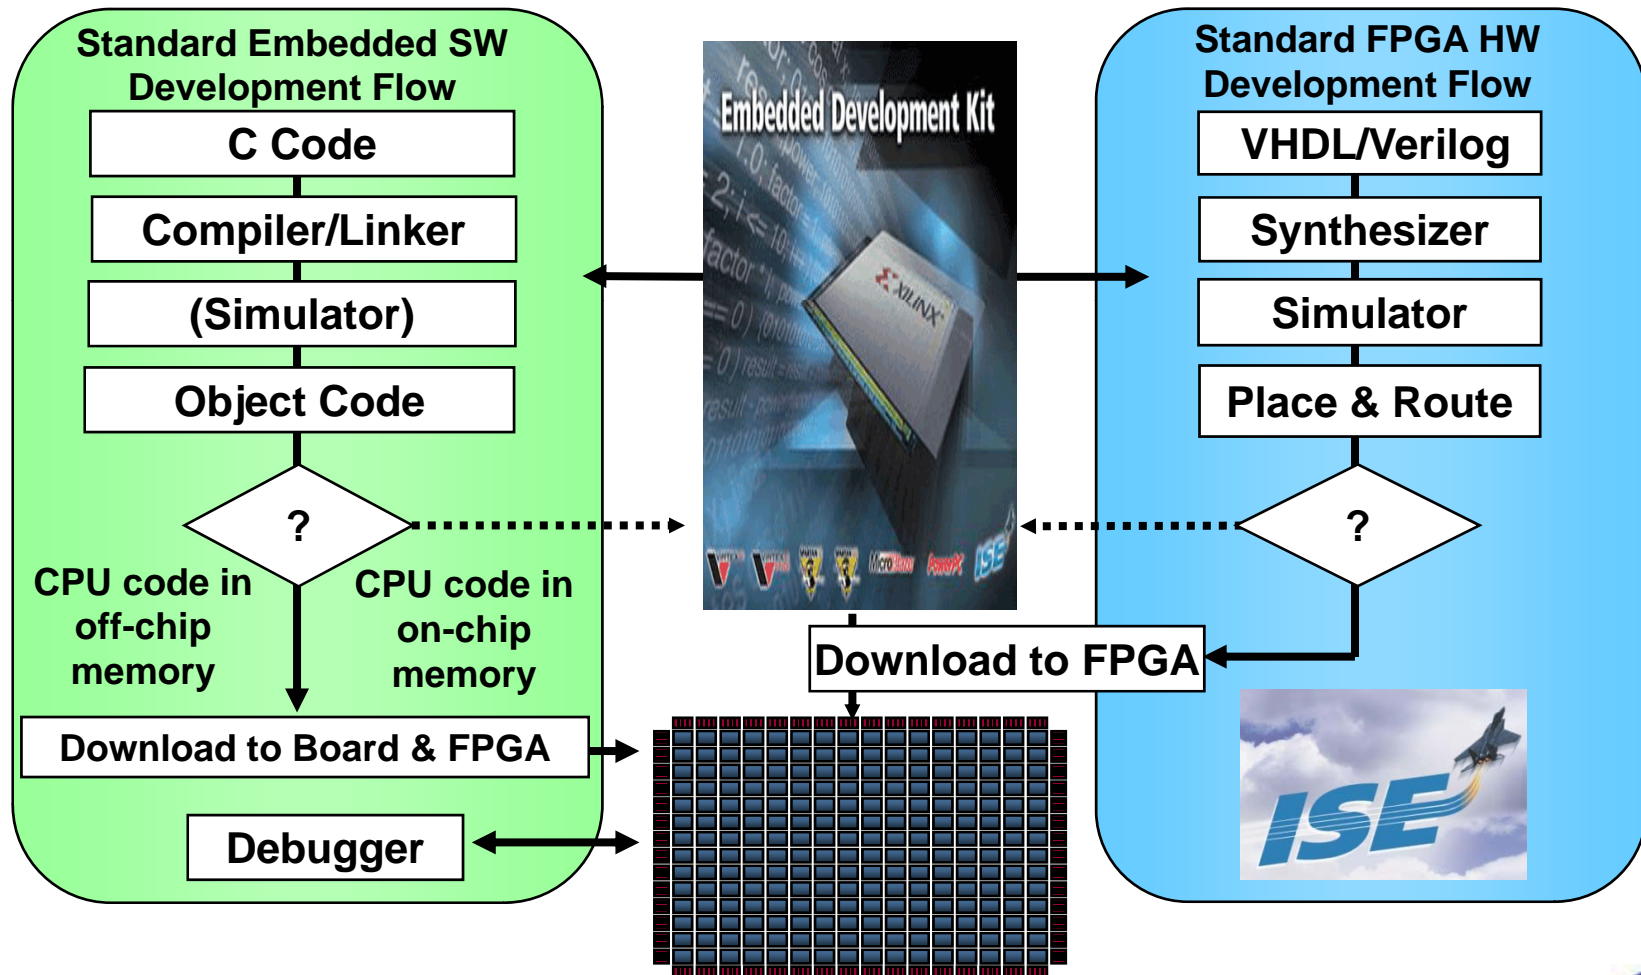 Standard Embedded SW
Development Flow
C Code
Compiler/Linker
(Simulator)
Object Code
?
CPU code in
off-chip
memory
CPU code in
on-chip
memory
Download to Board & FPGA
Debugger
Embedded Development Kit
XILINX
MicroBlaze
PowerPC
ISE
Download to FPGA
Standard FPGA HW
Development Flow
VHDL/Verilog
Synthesizer
Simulator
Place & Route
?
ISE